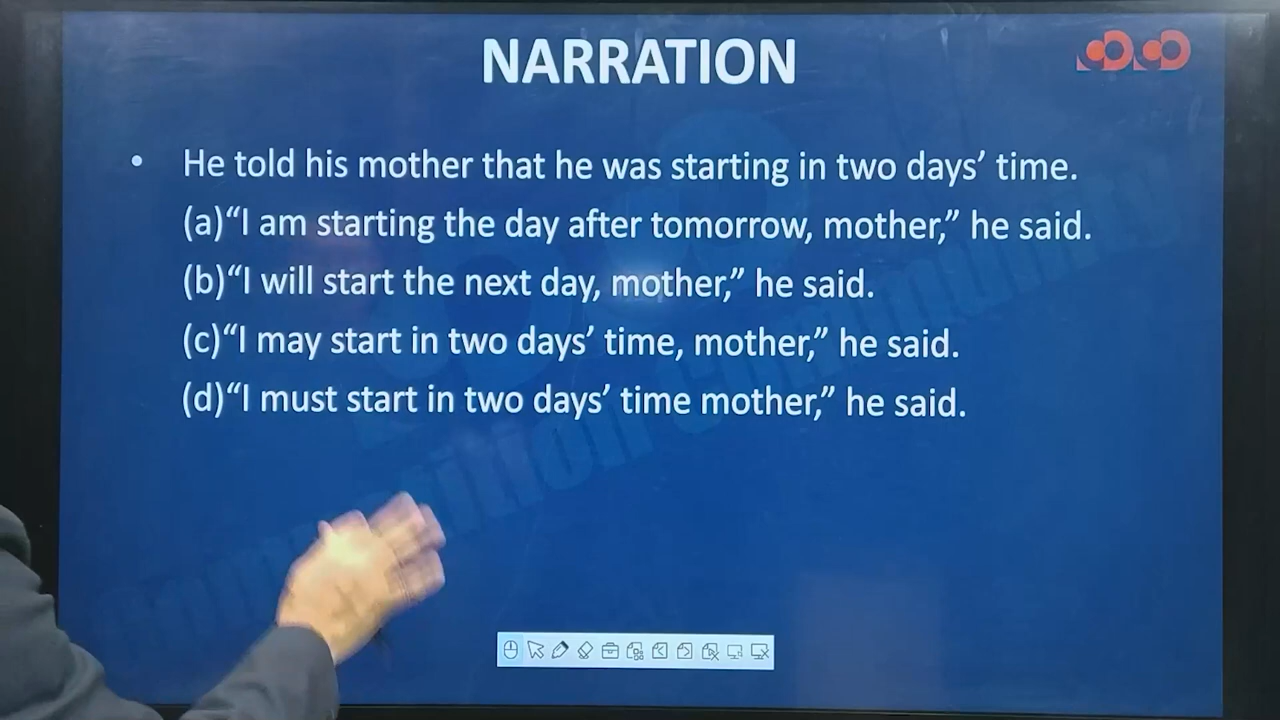 NARRATION
• He told his mother that he was starting in two days’ time.
(a)“I am starting the day after tomorrow, mother,” he said.
(b)“I will start the next day, mother,” he said.
(c)“I may start in two days’ time, mother,” he said.
(d)“I must start in two days’ time mother,” he said.